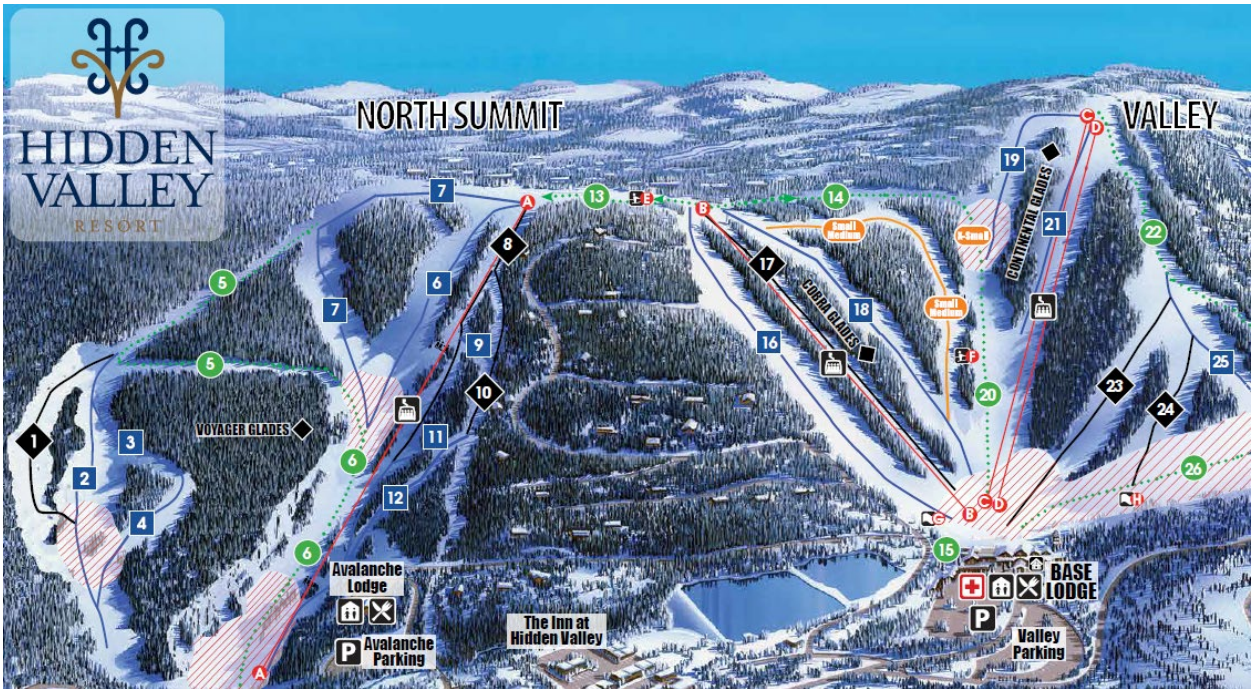 HIDDEN
VALLEY
RESORT
NORTH SUMMIT
VALLEY
C
D
19
CONTINENTAL GLADES
7
A
13
E
B
14
8
Small
Medium
X-Small
21
22
5
7
6
17
COBRA GLADES
18
Small
Medium
9
16
F
25
5
10
23
24
20
1
3
VOYAGER GLADES
11
6
2
12
26
4
C
D
B
G
H
6
15
Avalanche
Lodge
BASE
LODGE
P
Avalanche
Parking
The Inn at
Hidden Valley
P
Valley
Parking
A